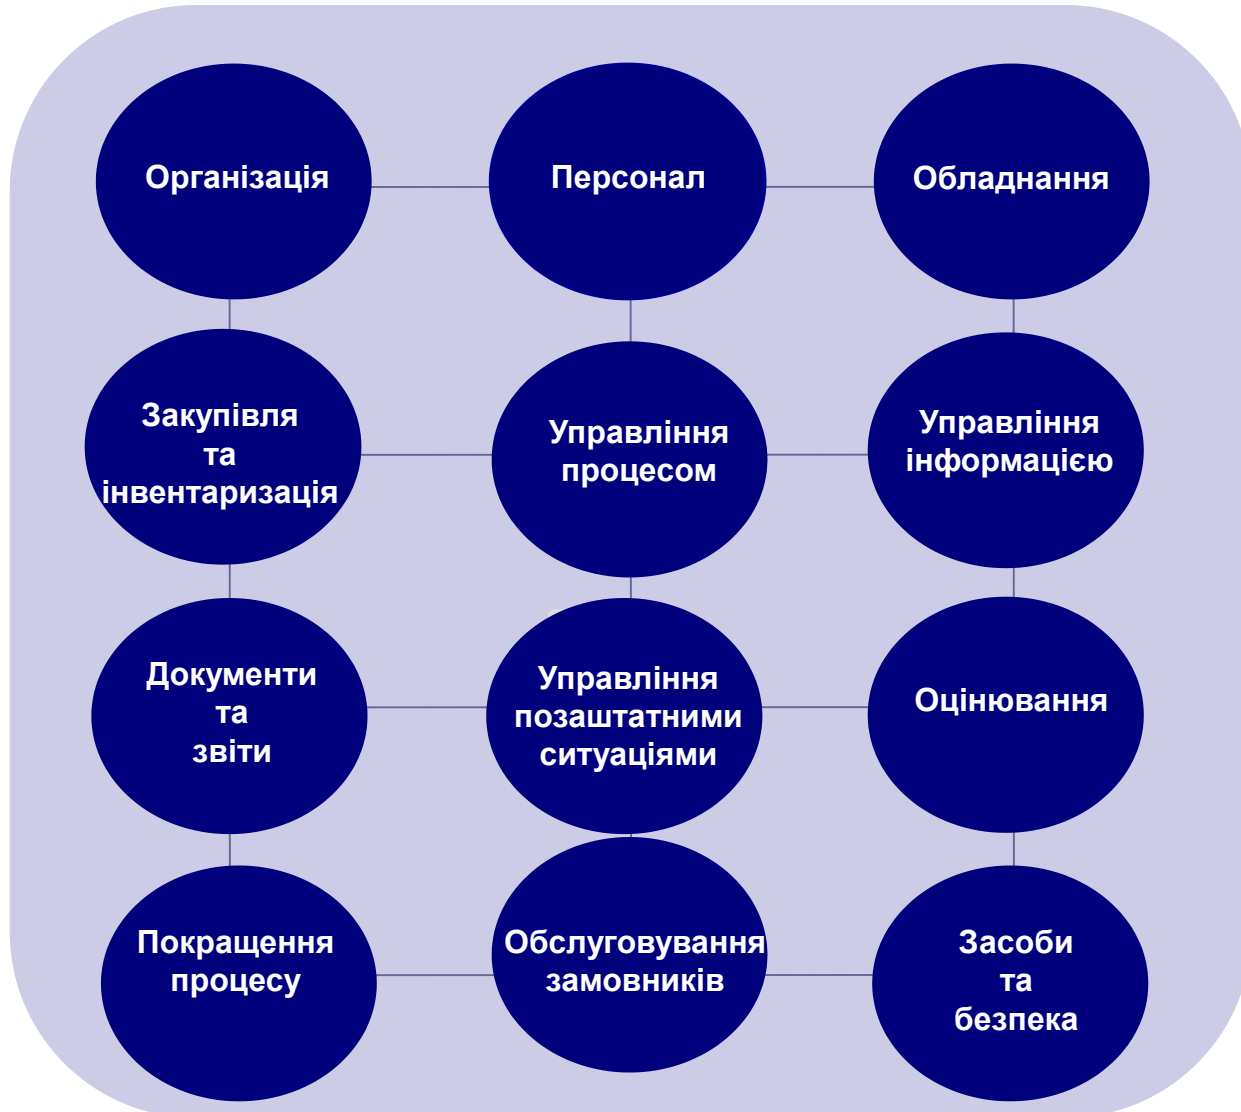 Організація
Персонал
Обладнання
Закупівля
та
інвентаризація
Управління
процесом
Управління
інформацією
Документи
та
звіти
Управління
позаштатними
ситуаціями
Оцінювання
Покращення
процесу
Обслуговування
замовників
Засоби
та
безпека